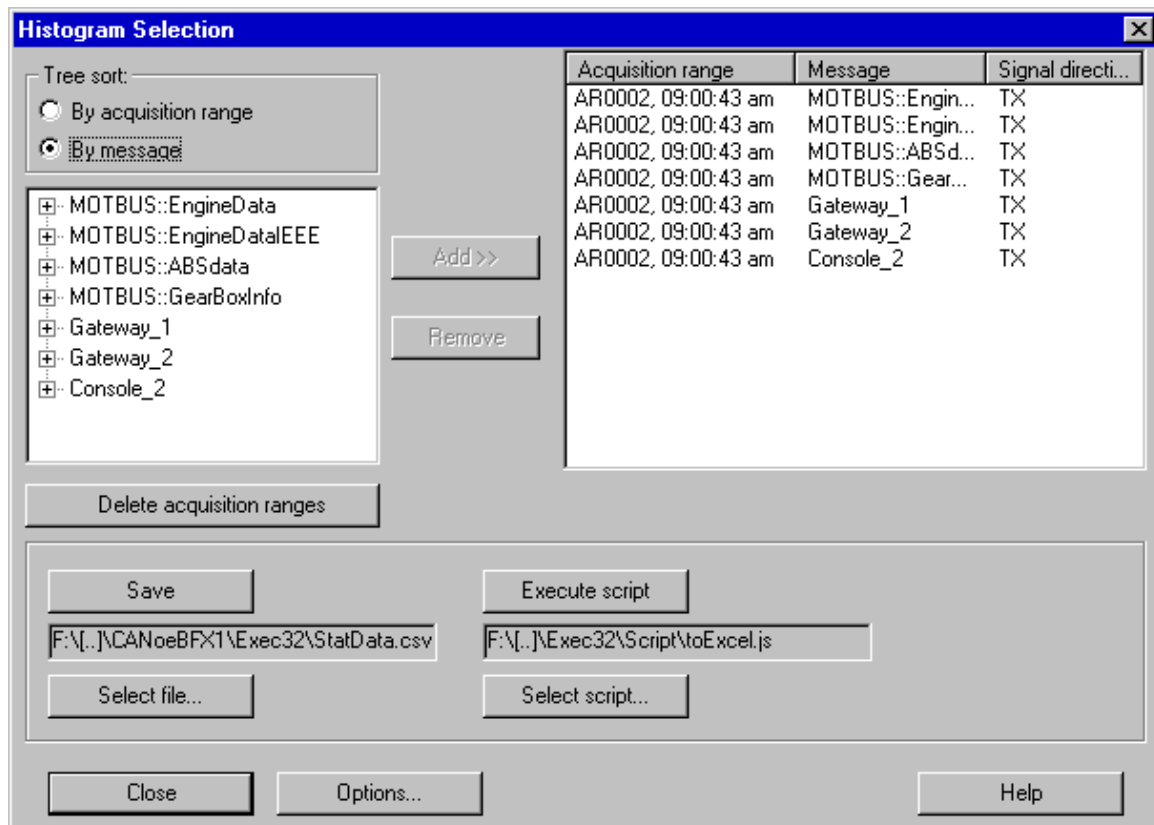 Histogram Selection
Tree sort:
By acquisition range
By message
MOTBUS::EngineData
MOTBUS::EngineDataIEEE
MOTBUS::ABSdata
MOTBUS::GearBoxInfo
Gateway_1
Gateway_2
Console_2
Add >>
Remove
Acquisition range Message Signal directi...
AR0002, 09:00:43 am MOTBUS::Engin... TX
AR0002, 09:00:43 am MOTBUS::Engin... TX
AR0002, 09:00:43 am MOTBUS::ABSd... TX
AR0002, 09:00:43 am MOTBUS::Gear... TX
AR0002, 09:00:43 am Gateway_1 TX
AR0002, 09:00:43 am Gateway_2 TX
AR0002, 09:00:43 am Console_2 TX
Delete acquisition ranges
Save
Execute script
F:\[..]\CANoeBFX1\Exec32\StatData.csv
F:\[..]\Exec32\Script\toExcel.js
Select file...
Select script...
Close
Options...
Help